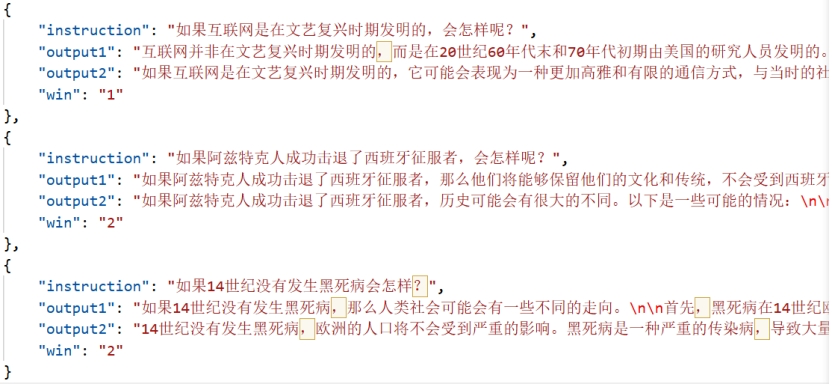 {
"instruction": "如果互联网是在文艺复兴时期发明的，会怎样呢？",
"output1": "互联网并非在文艺复兴时期发明的，而是在20世纪60年代末和70年代初期由美国的研究人员发明的。
"output2": "如果互联网是在文艺复兴时期发明的，它可能会表现为一种更加高雅和有限的通信方式，与当时的社
"win": "1"
},
{
"instruction": "如果阿兹特克人成功击退了西班牙征服者，会怎样呢？",
"output1": "如果阿兹特克人成功击退了西班牙征服者，那么他们将能够保留他们的文化和传统，不会受到西班牙
"output2": "如果阿兹特克人成功击退了西班牙征服者，历史可能会有很大的不同。以下是一些可能的情况：\n\n
"win": "2"
},
{
"instruction": "如果14世纪没有发生黑死病会怎样？",
"output1": "如果14世纪没有发生黑死病，那么人类社会可能会有一些不同的走向。\n\n首先，黑死病在14世纪欧
"output2": "14世纪没有发生黑死病，欧洲的人口将不会受到严重的影响。黑死病是一种严重的传染病，导致大量
"win": "2"
}